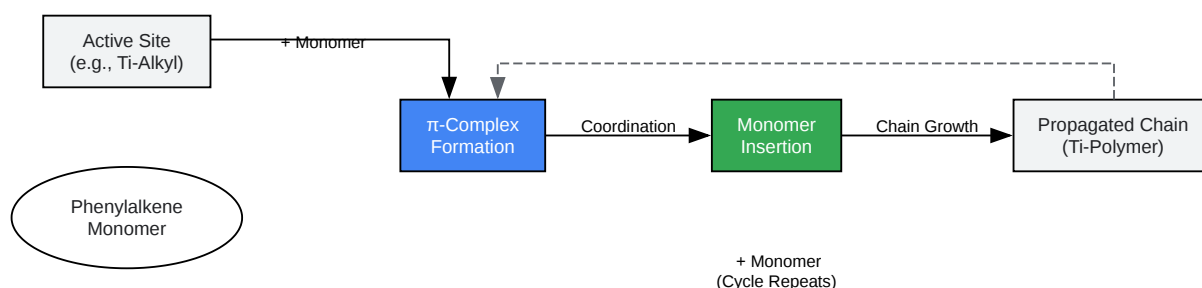 Active Site
(e.g., Ti-Alkyl)
+ Monomer
π-Complex
Formation
Coordination
Monomer
Insertion
Chain Growth
Propagated Chain
(Ti-Polymer)
Phenylalkene
Monomer
+ Monomer
(Cycle Repeats)